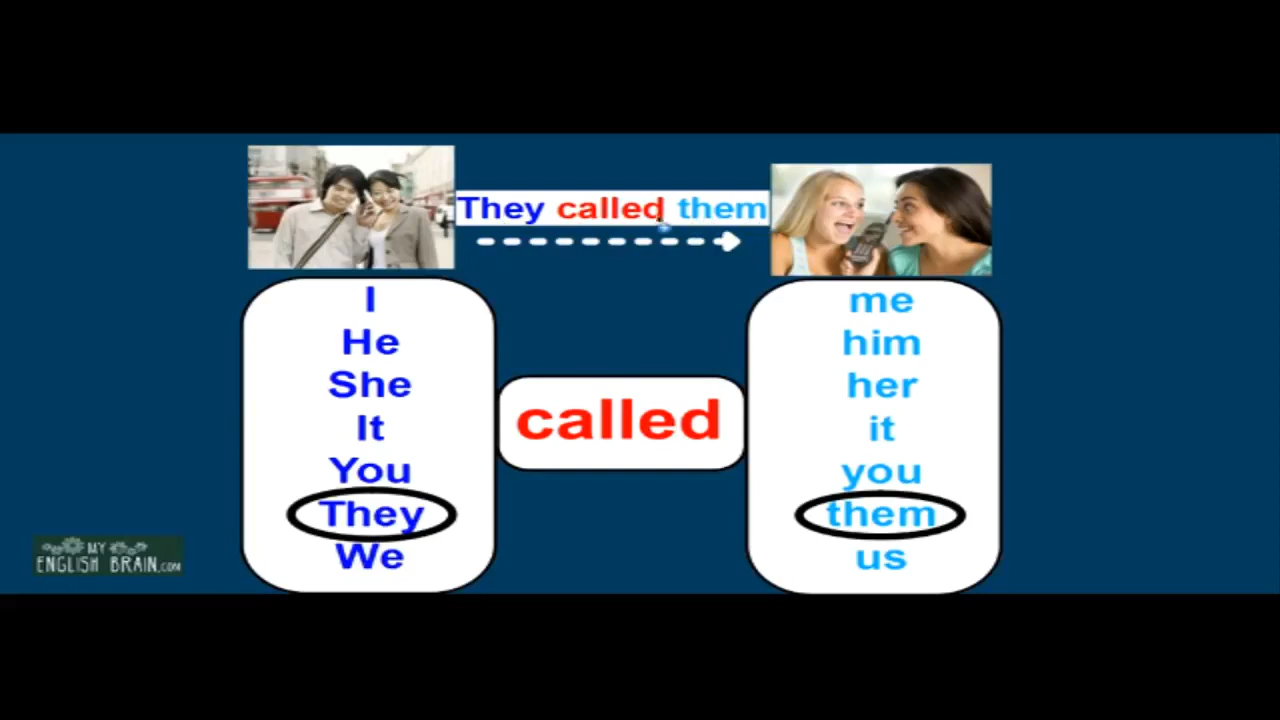 They called them
I
He
She
It
You
They
We
called
me
him
her
it
you
them
us
MY
ENGLISH BRAIN.COM